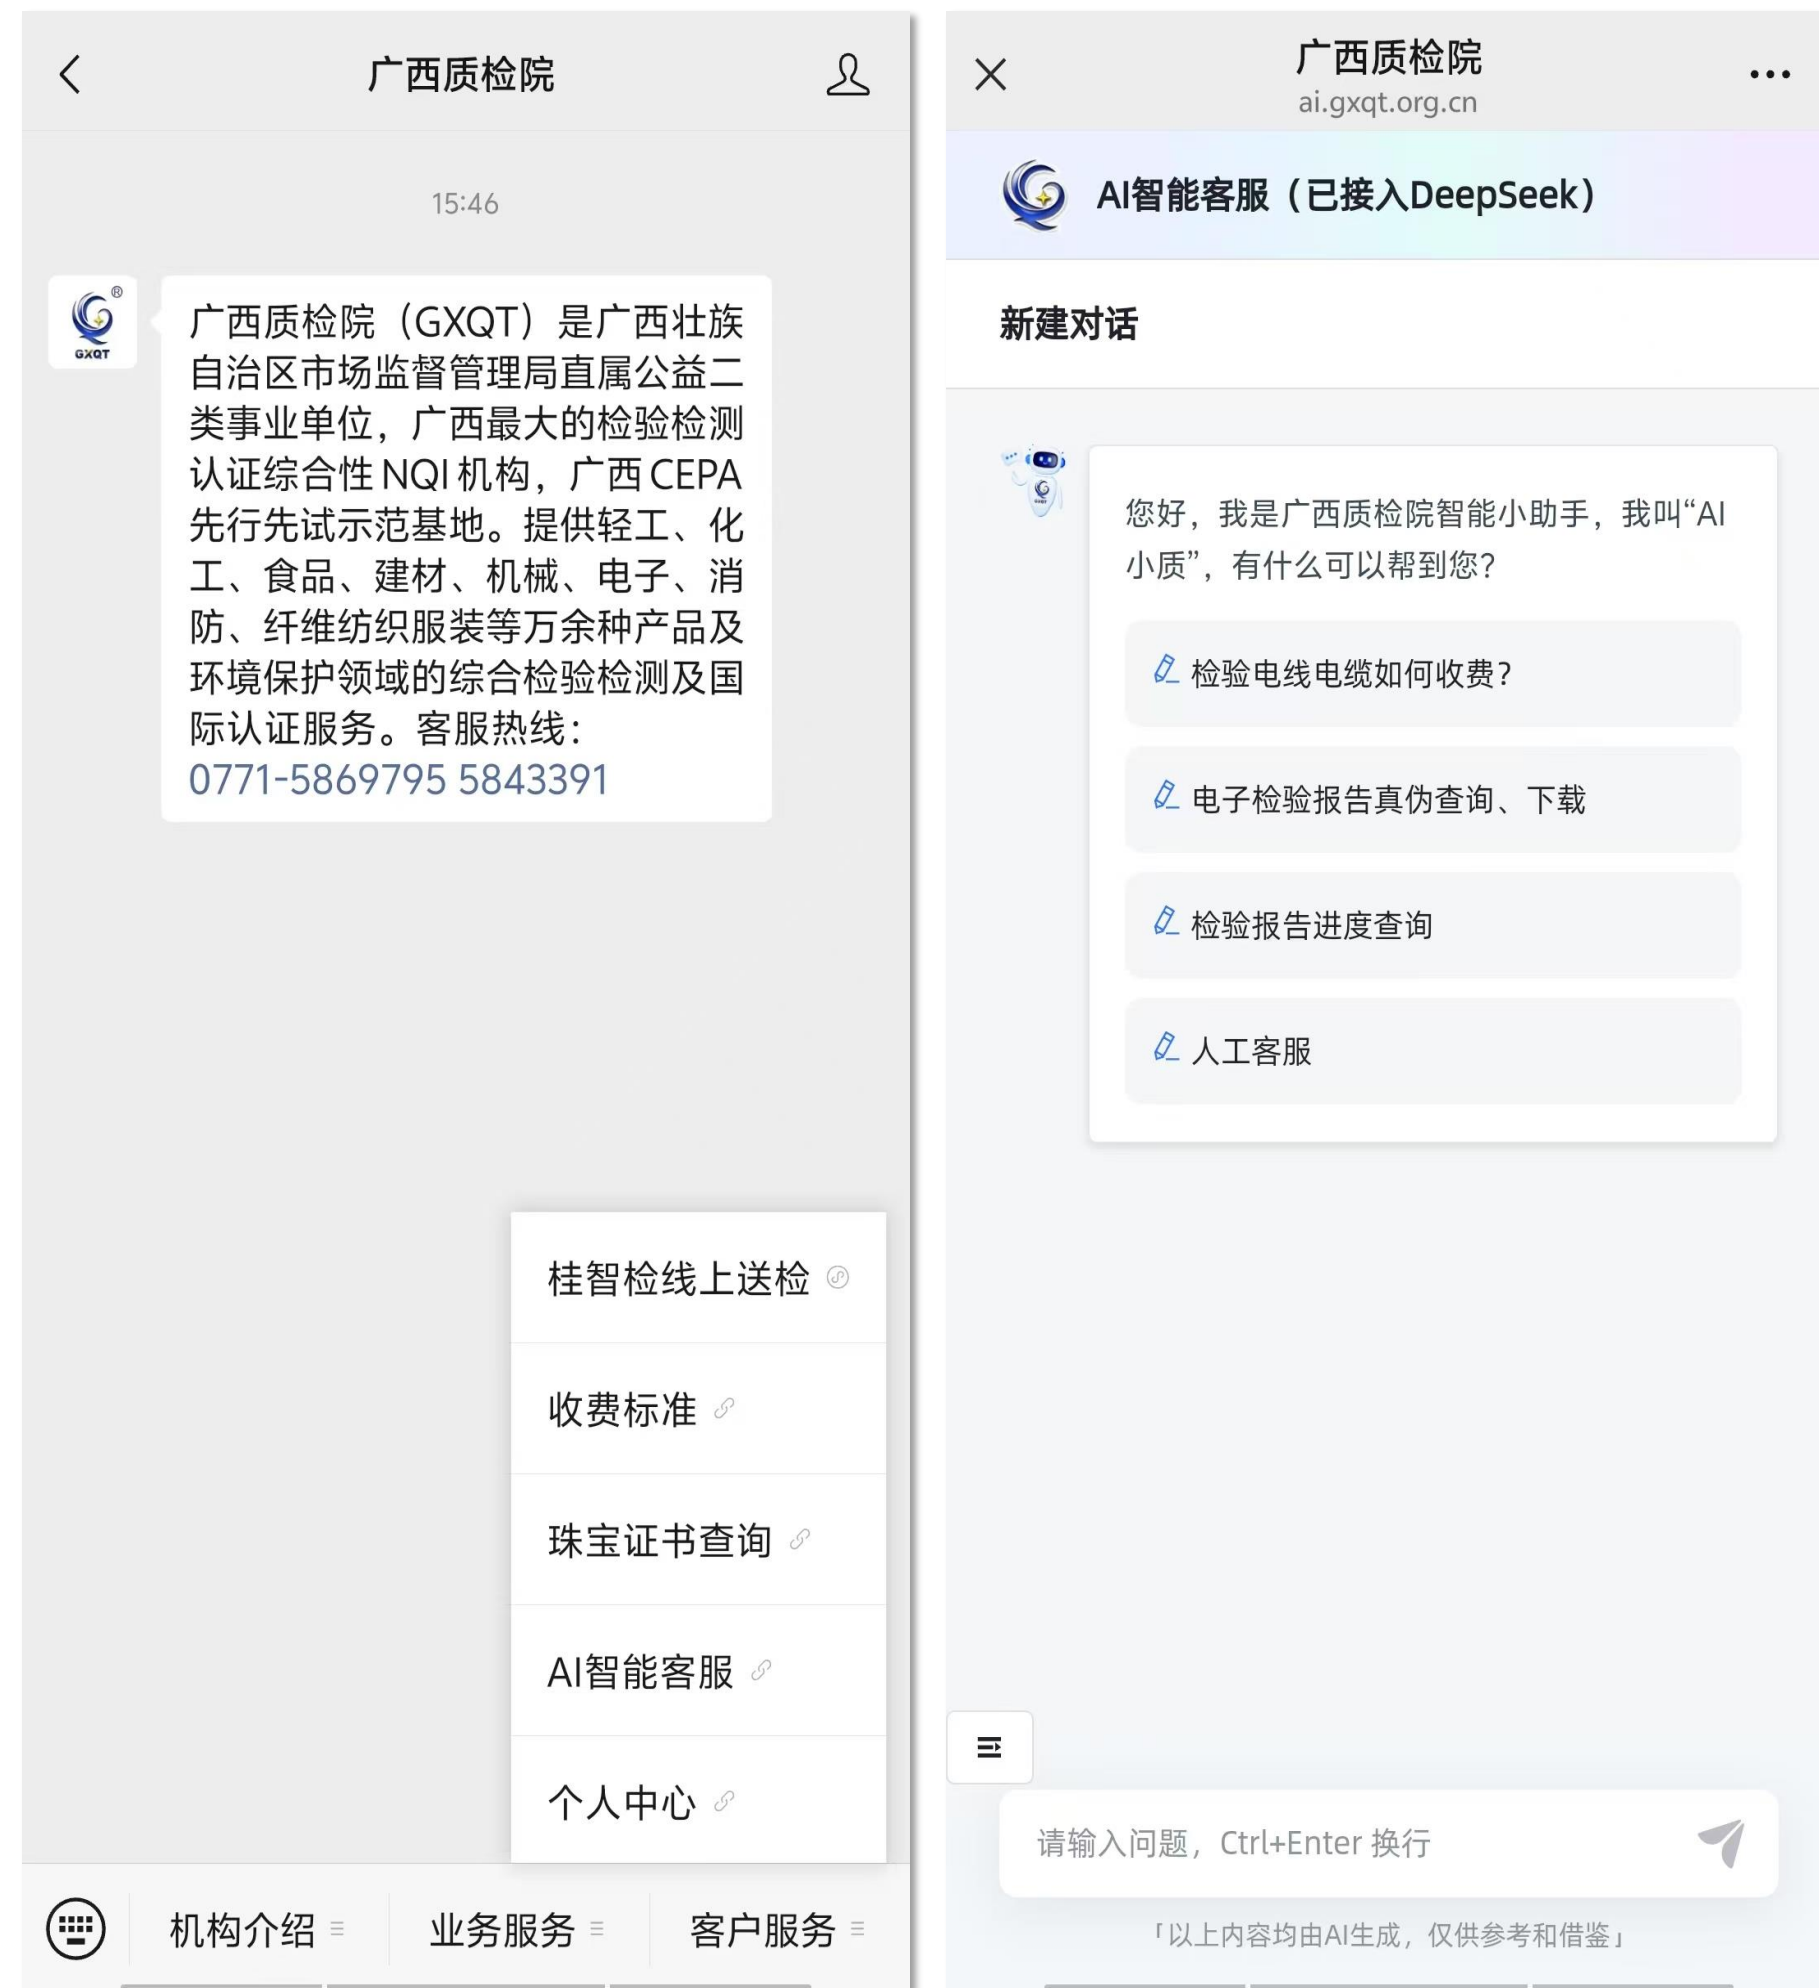 广西质检院
15:46
®
GXQT
广西质检院（GXQT）是广西壮族
自治区市场监督管理局直属公益二
类事业单位，广西最大的检验检测
认证综合性NQI机构，广西CEPA
先行先试示范基地。提供轻工、化
工、食品、建材、机械、电子、消
防、纤维纺织服装等万余种产品及
环境保护领域的综合检验检测及国
际认证服务。客服热线：
0771-5869795 5843391
桂智检线上送检
收费标准
珠宝证书查询
AI智能客服
个人中心
机构介绍
业务服务
客户服务
广西质检院
ai.gxqt.org.cn
AI智能客服（已接入DeepSeek）
新建对话
您好，我是广西质检院智能小助手，我叫“AI
小质”，有什么可以帮到您？
检验电线电缆如何收费？
电子检验报告真伪查询、下载
检验报告进度查询
人工客服
请输入问题，Ctrl+Enter 换行
「以上内容均由AI生成，仅供参考和借鉴」